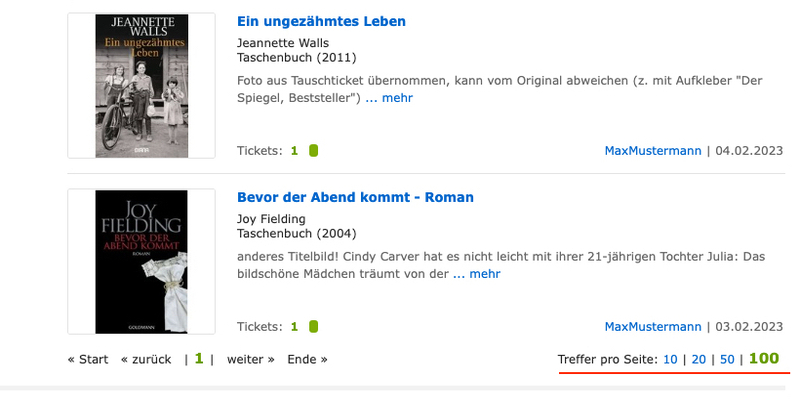 JEANNETTE
WALLS
Ein ungezähmtes
Leben
DIANA
Ein ungezähmtes Leben
Jeannette Walls
Taschenbuch (2011)
Foto aus Tauschticket übernommen, kann vom Original abweichen (z. mit Aufkleber "Der
Spiegel, Beststeller") ... mehr
Tickets: 1
MaxMustermann | 04.02.2023
JOY
FIELDING
BEVOR DER
ABEND KOMMT
ROMAN
GOLDMANN
Bevor der Abend kommt - Roman
Joy Fielding
Taschenbuch (2004)
anderes Titelbild! Cindy Carver hat es nicht leicht mit ihrer 21-jährigen Tochter Julia: Das
bildschöne Mädchen träumt von der ... mehr
Tickets: 1
MaxMustermann | 03.02.2023
« Start « zurück | 1 | weiter » Ende »
Treffer pro Seite: 10 | 20 | 50 | 100